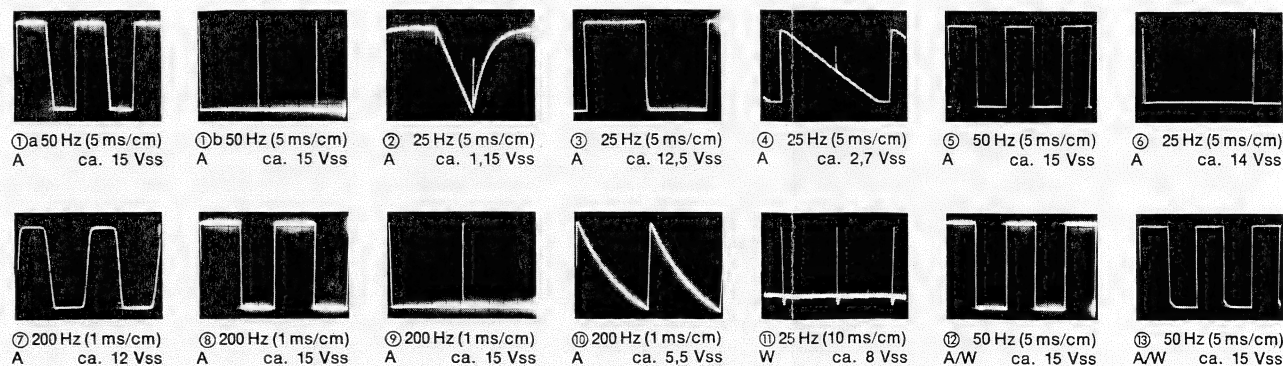 ①a 50 Hz (5 ms/cm)
A ca. 15 Vss
①b 50 Hz (5 ms/cm)
A ca. 15 Vss
② 25 Hz (5 ms/cm)
A ca. 1,15 Vss
③ 25 Hz (5 ms/cm)
A ca. 12,5 Vss
④ 25 Hz (5 ms/cm)
A ca. 2,7 Vss
⑤ 50 Hz (5 ms/cm)
A ca. 15 Vss
⑥ 25 Hz (5 ms/cm)
A ca. 14 Vss
⑦ 200 Hz (1 ms/cm)
A ca. 12 Vss
⑧ 200 Hz (1 ms/cm)
A ca. 15 Vss
⑨ 200 Hz (1 ms/cm)
A ca. 15 Vss
⑩ 200 Hz (1 ms/cm)
A ca. 5,5 Vss
⑪ 25 Hz (10 ms/cm)
W ca. 8 Vss
⑫ 50 Hz (5 ms/cm)
A/W ca. 15 Vss
⑬ 50 Hz (5 ms/cm)
A/W ca. 15 Vss